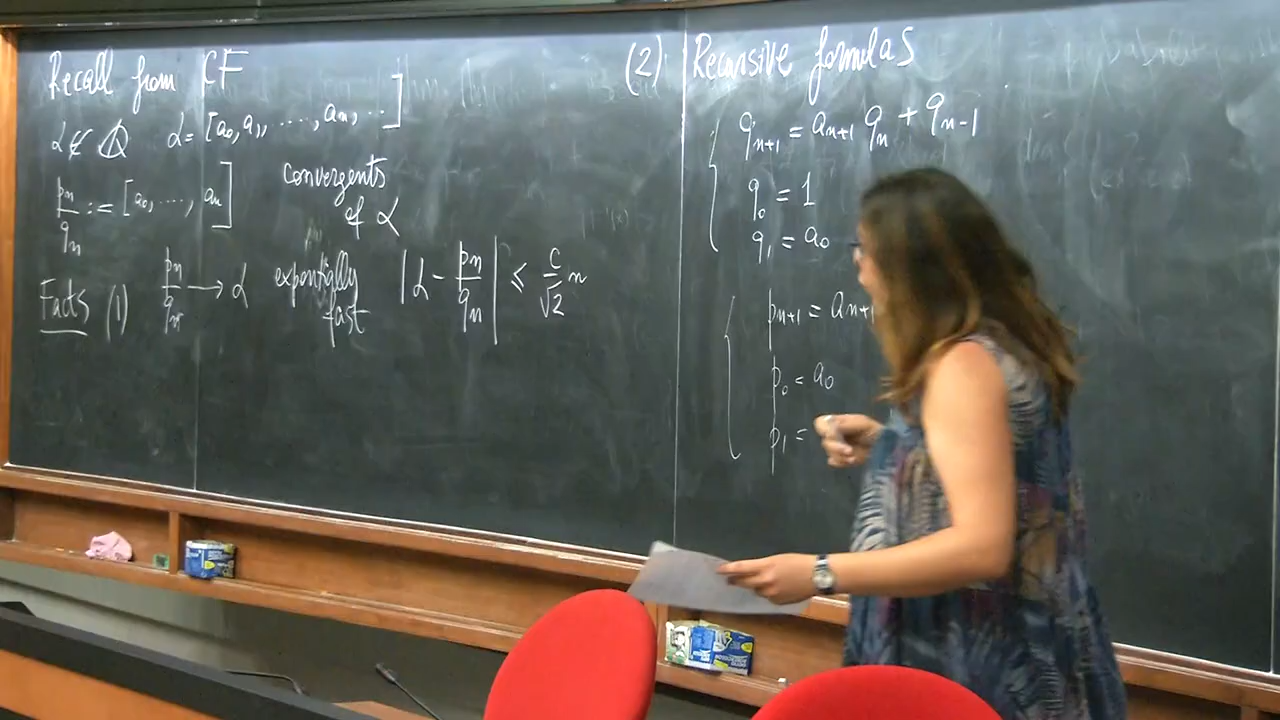 Recall from CF
α ∉ ℚ α = [a₀, a₁, ...., aₙ, ...]
pₙ/qₙ := [a₀, ..., aₙ] convergents of α
Facts (1) pₙ/qₙ → α expontially fast |α - pₙ/qₙ| ≤ c/√2ⁿ
(2) Recursive formulas
qₙ₊₁ = aₙ₊₁ qₙ + qₙ₋₁
q₀ = 1
q₁ = a₀
pₙ₊₁ = aₙ₊₁
p₀ = a₀
p₁ =